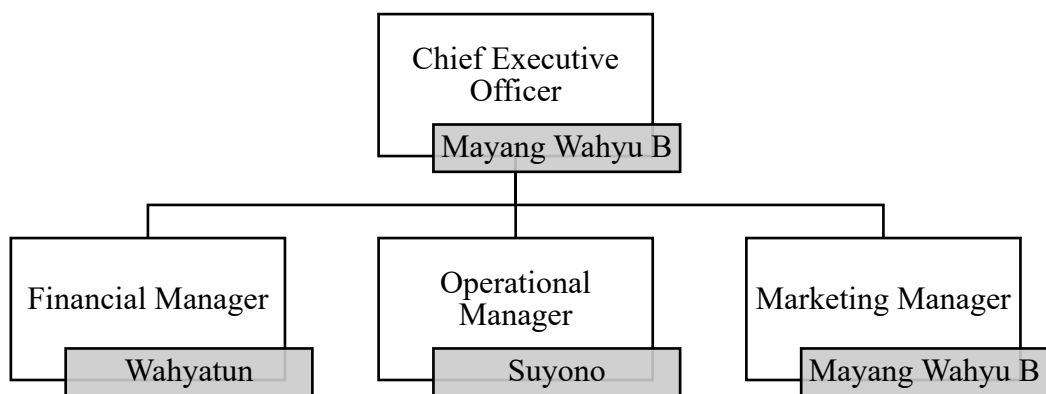 Chief Executive
Officer
Mayang Wahyu B
Financial Manager
Wahyatun
Operational
Manager
Suyono
Marketing Manager
Mayang Wahyu B